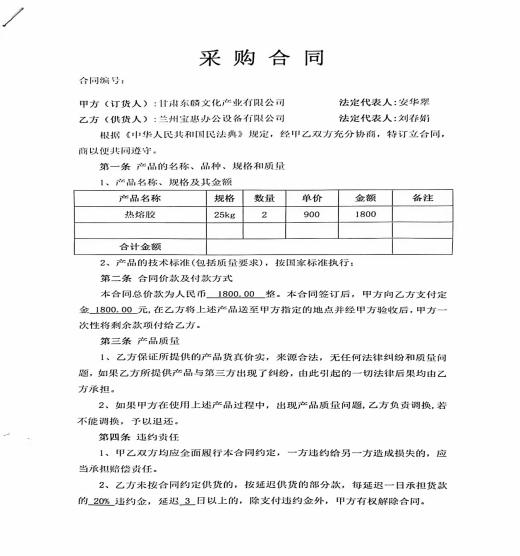 采购合同
合同编号：
甲方（订货人）：甘肃东麟文化产业有限公司 法定代表人：安华翠
乙方（供货人）：兰州宝惠办公设备有限公司 法定代表人：刘春娟
根据《中华人民共和国民法典》规定，经甲乙双方充分协商，特订立合同，
商以便共同遵守。
第一条 产品的名称、品种、规格和质量
1、产品名称、规格及其金额
产品名称 规格 数量 单价 金额 备注
热熔胶 25kg 2 900 1800
合计金额
2、产品的技术标准(包括质量要求)，按国家标准执行；
第二条 合同价款及付款方式
本合同总价款为人民币 1800.00 整。本合同签订后，甲方向乙方支付定
金 1800.00 元,在乙方将上述产品送至甲方指定的地点并经甲方验收后,甲方一
次性将剩余款项付给乙方。
第三条 产品质量
1、乙方保证所提供的产品货真价实，来源合法，无任何法律纠纷和质量问
题,如果乙方所提供产品与第三方出现了纠纷，由此引起的一切法律后果均由乙
方承担。
2、如果甲方在使用上述产品过程中，出现产品质量问题,乙方负责调换,若
不能调换，予以退还。
第四条 违约责任
1、甲乙双方均应全面履行本合同约定，一方违约给另一方造成损失的，应
当承担赔偿责任。
2、乙方未按合同约定供货的，按延迟供货的部分款，每延迟一日承担货款
的 20% 违约金，延迟 3 日以上的，除支付违约金外，甲方有权解除合同。